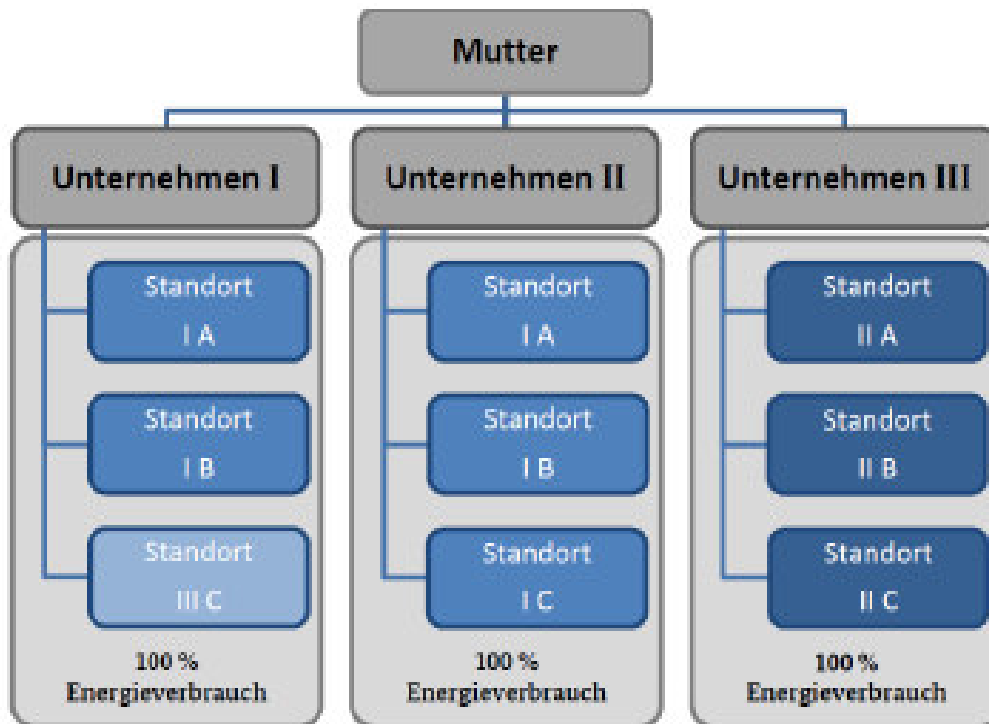 Mutter
Unternehmen I
Standort
I A
Standort
I B
Standort
III C
100 %
Energieverbrauch
Unternehmen II
Standort
I A
Standort
I B
Standort
I C
100 %
Energieverbrauch
Unternehmen III
Standort
II A
Standort
II B
Standort
II C
100 %
Energieverbrauch